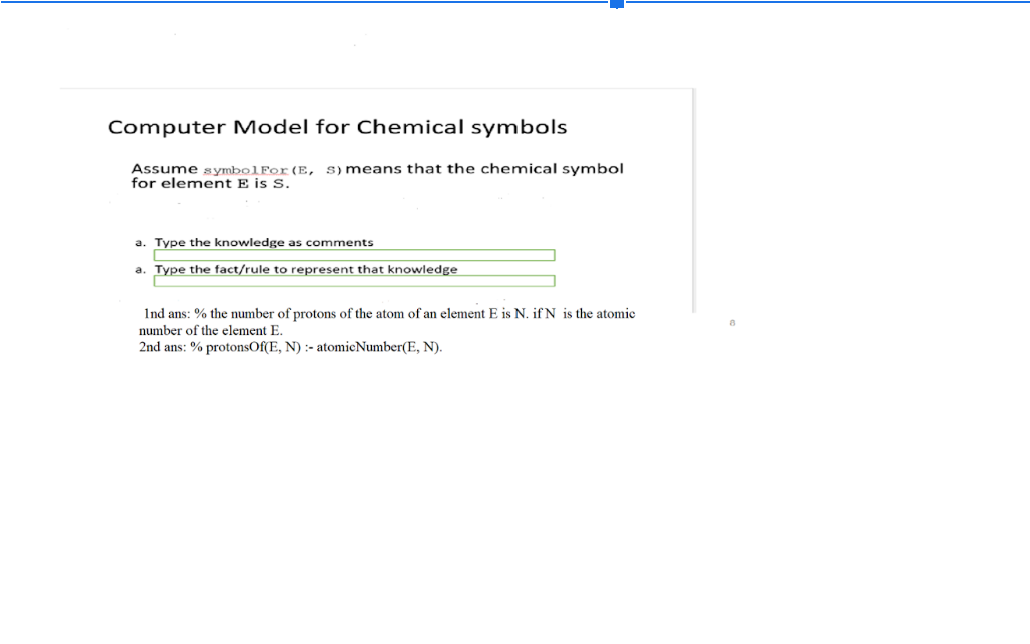 Computer Model for Chemical symbols
Assume symbolFor(E, S) means that the chemical symbol
for element E is S.
a. Type the knowledge as comments
a. Type the fact/rule to represent that knowledge
1nd ans: % the number of protons of the atom of an element E is N. if N is the atomic
number of the element E.
2nd ans: % protonsOf(E, N) :- atomicNumber(E, N).
8